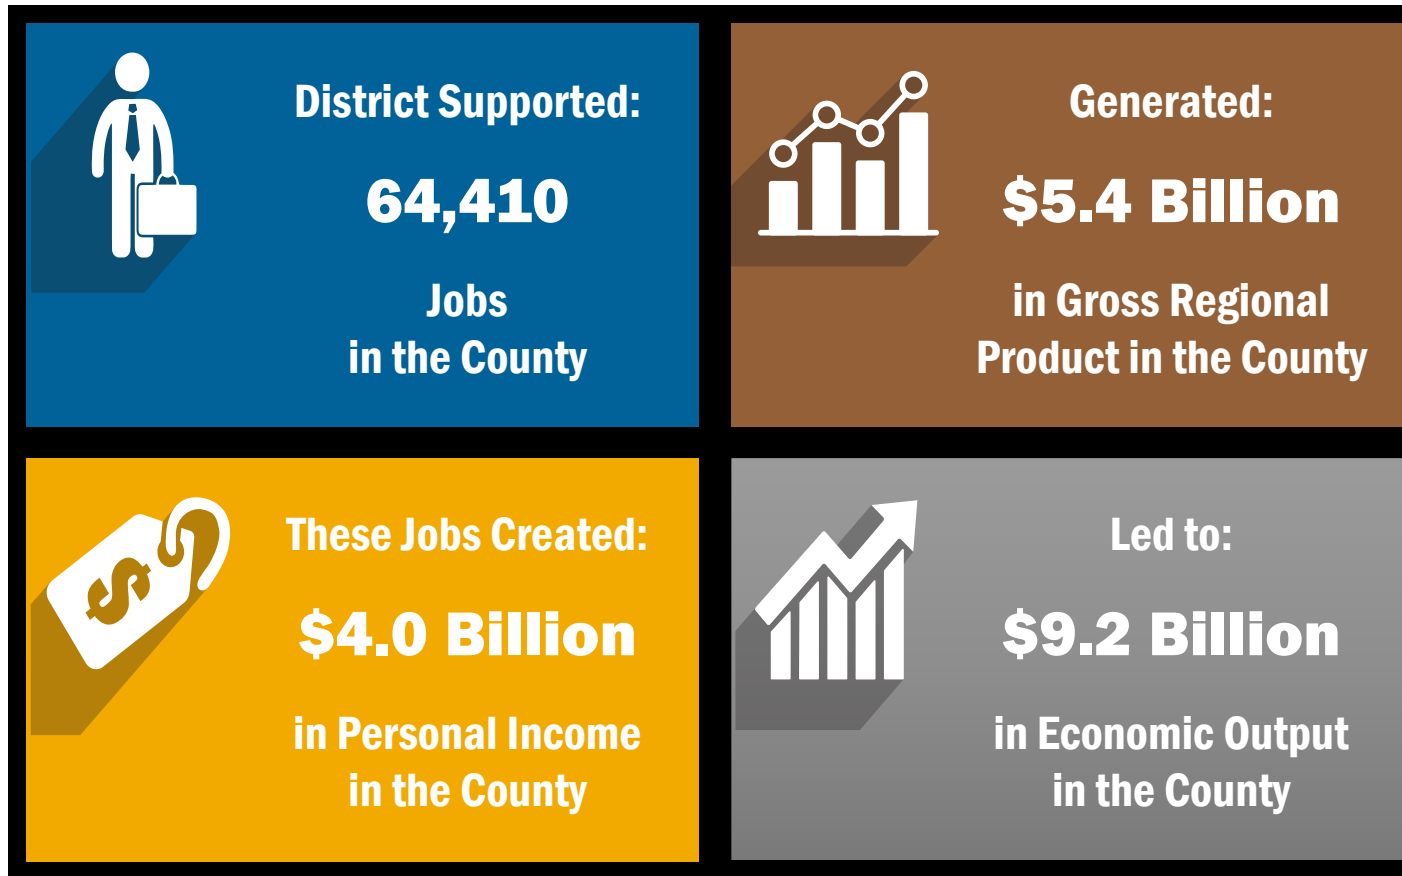 District Supported:
64,410
Jobs
in the County
Generated:
$5.4 Billion
in Gross Regional
Product in the County
$
These Jobs Created:
$4.0 Billion
in Personal Income
in the County
Led to:
$9.2 Billion
in Economic Output
in the County